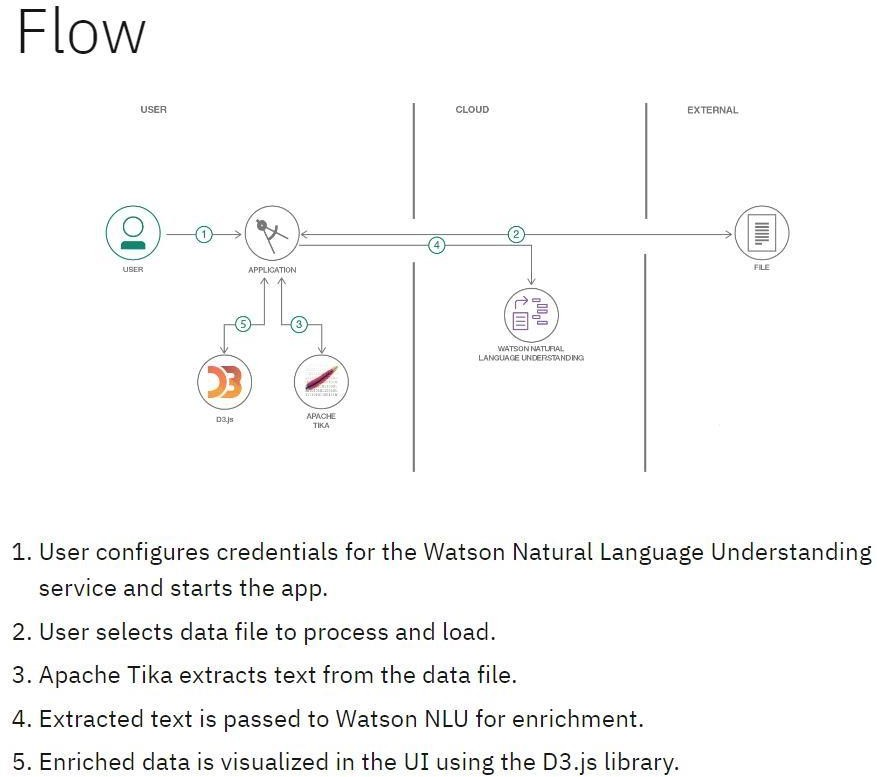 Flow
USER
CLOUD
EXTERNAL
1
2
4
USER
APPLICATION
FILE
5
3
WATSON NATURAL
LANGUAGE UNDERSTANDING
D3
D3.js
APACHE
TIKA
1. User configures credentials for the Watson Natural Language Understanding
service and starts the app.
2. User selects data file to process and load.
3. Apache Tika extracts text from the data file.
4. Extracted text is passed to Watson NLU for enrichment.
5. Enriched data is visualized in the UI using the D3.js library.